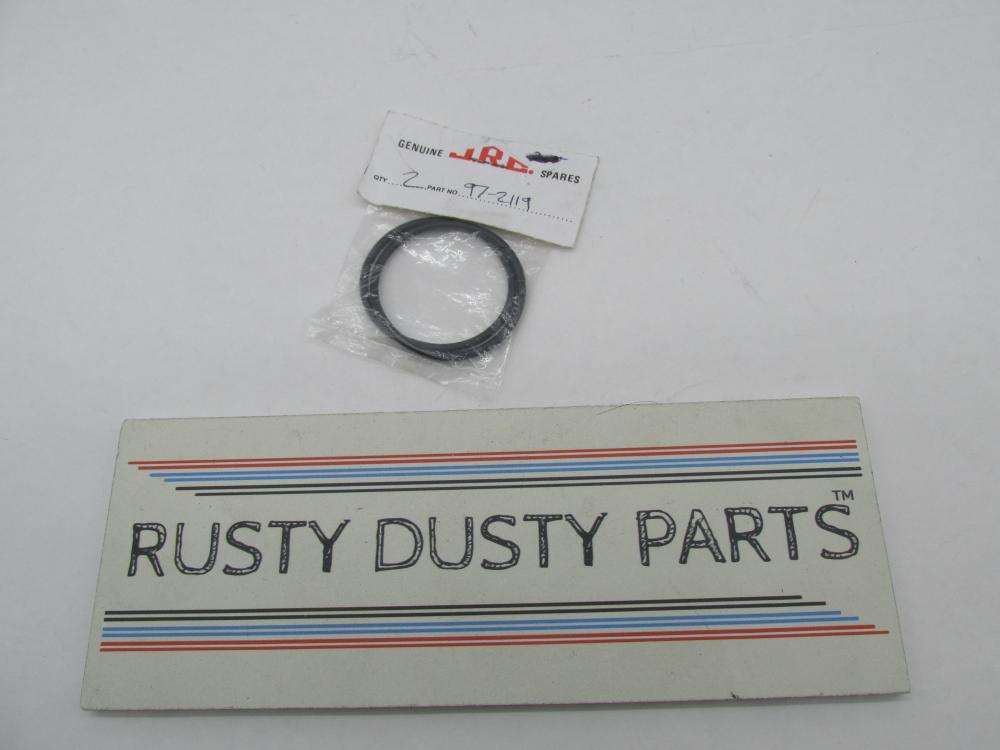 GENUINE J.R.C. SPARES
QTY....2....PART NO. 97-2119
RUSTY DUSTY PARTS™